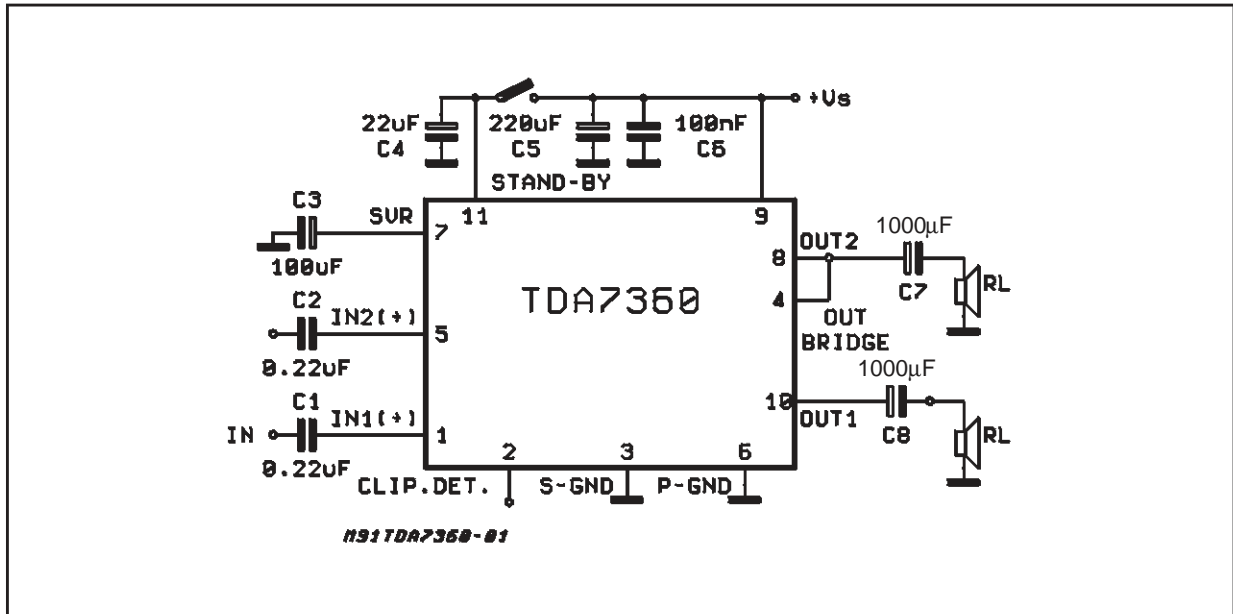 +Vs
22uF
C4
220uF
C5
100nF
C6
STAND-BY
11
9
C3
SVR
7
100uF
C2
IN2(+)
5
0.22uF
C1
IN
IN1(+)
1
0.22uF
TDA7360
8
OUT2
1000μF
C7
RL
4
OUT
BRIDGE
1000μF
10
OUT1
C8
RL
2
3
6
CLIP.DET.
S-GND
P-GND
M91TDA7360-01